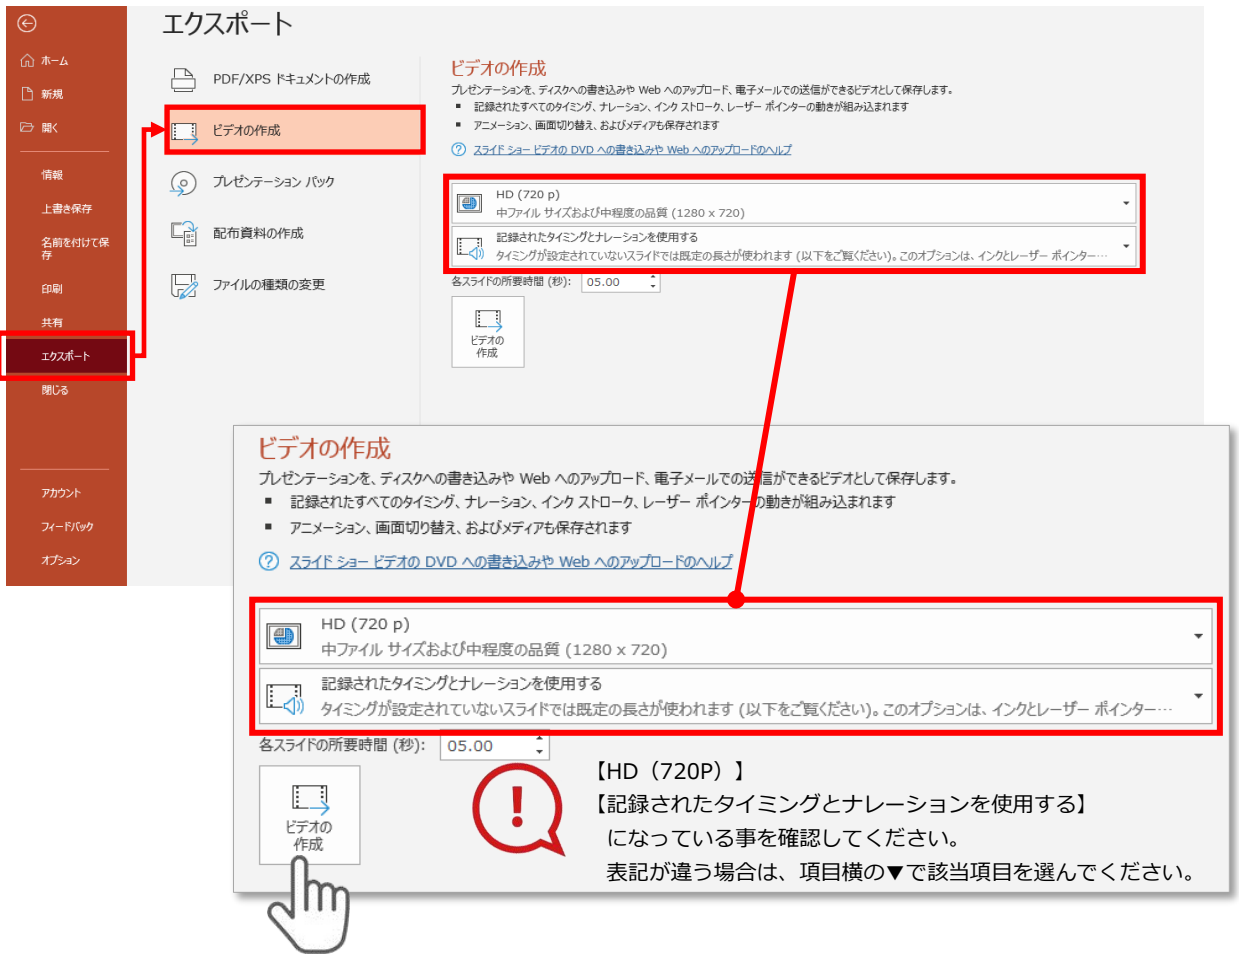 エクスポート
ホーム
新規
開く
情報
上書き保存
名前を付けて保
存
印刷
共有
エクスポート
閉じる
アカウント
フィードバック
オプション
PDF/XPS ドキュメントの作成
ビデオの作成
プレゼンテーション パック
配布資料の作成
ファイルの種類の変更
ビデオの作成
プレゼンテーションを、ディスクへの書き込みや Web へのアップロード、電子メールでの送信ができるビデオとして保存します。
■ 記録されたすべてのタイミング、ナレーション、インク ストローク、レーザー ポインターの動きが組み込まれます
■ アニメーション、画面切り替え、およびメディアも保存されます
? スライド ショー ビデオの DVD への書き込みや Web へのアップロードのヘルプ
HD (720 p)
中ファイル サイズおよび中程度の品質 (1280 x 720)
記録されたタイミングとナレーションを使用する
タイミングが設定されていないスライドでは既定の長さが使われます (以下をご覧ください)。このオプションは、インクとレーザー ポインター…
各スライドの所要時間 (秒): 05.00
ビデオの
作成
ビデオの作成
プレゼンテーションを、ディスクへの書き込みや Web へのアップロード、電子メールでの送信ができるビデオとして保存します。
■ 記録されたすべてのタイミング、ナレーション、インク ストローク、レーザー ポインターの動きが組み込まれます
■ アニメーション、画面切り替え、およびメディアも保存されます
? スライド ショー ビデオの DVD への書き込みや Web へのアップロードのヘルプ
HD (720 p)
中ファイル サイズおよび中程度の品質 (1280 x 720)
記録されたタイミングとナレーションを使用する
タイミングが設定されていないスライドでは既定の長さが使われます (以下をご覧ください)。このオプションは、インクとレーザー ポインター…
各スライドの所要時間 (秒): 05.00
ビデオの
作成
!
【HD（720P）】
【記録されたタイミングとナレーションを使用する】
になっている事を確認してください。
表記が違う場合は、項目横の▼で該当項目を選んでください。